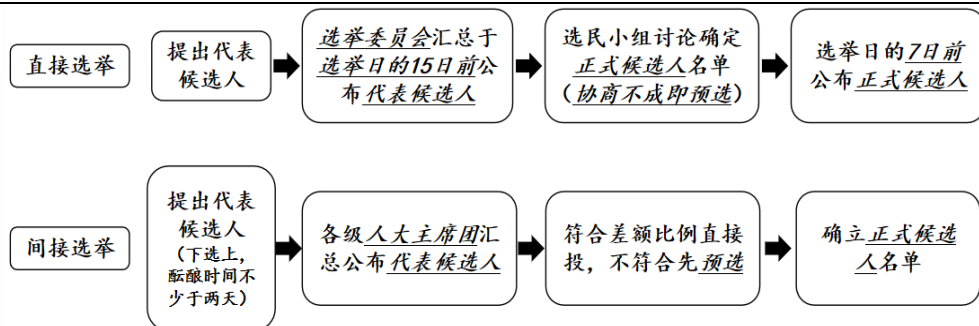 直接选举
提出代表
候选人
选举委员会汇总于
选举日的15日前公
布代表候选人
选民小组讨论确定
正式候选人名单
（协商不成即预选）
选举日的7日前
公布正式候选人
间接选举
提出代表
候选人
（下选上，
酝酿时间不
少于两天）
各级人大主席团汇
总公布代表候选人
符合差额比例直接
投，不符合先预选
确立正式候选
人名单